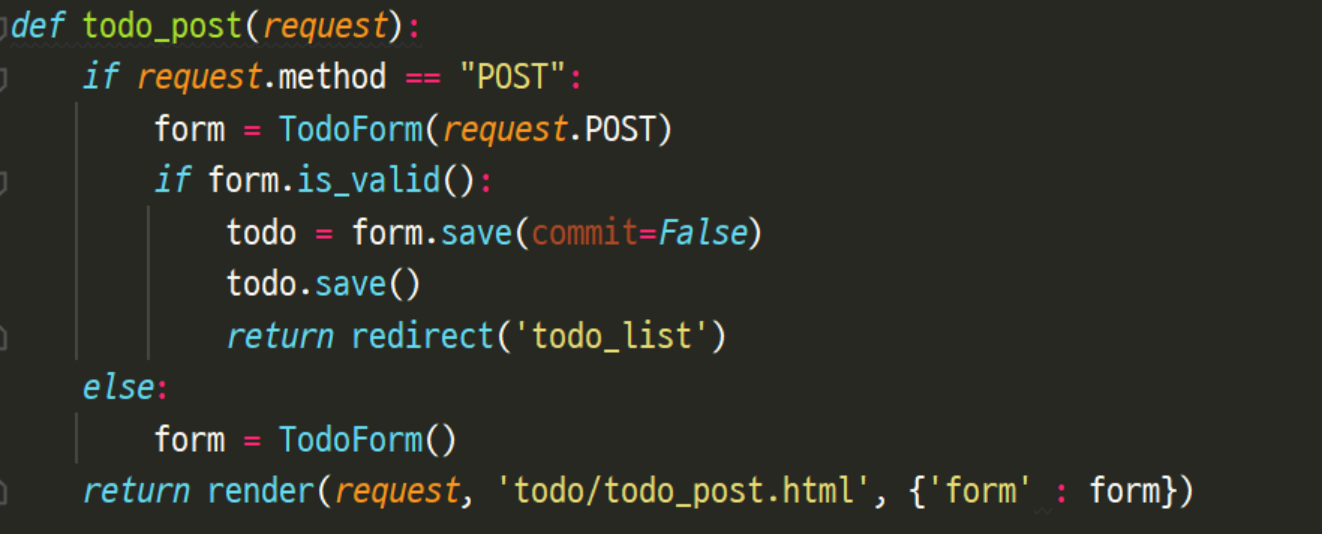 def todo_post(request):
    if request.method == "POST":
        form = TodoForm(request.POST)
        if form.is_valid():
            todo = form.save(commit=False)
            todo.save()
            return redirect('todo_list')
    else:
        form = TodoForm()
    return render(request, 'todo/todo_post.html', {'form' : form})